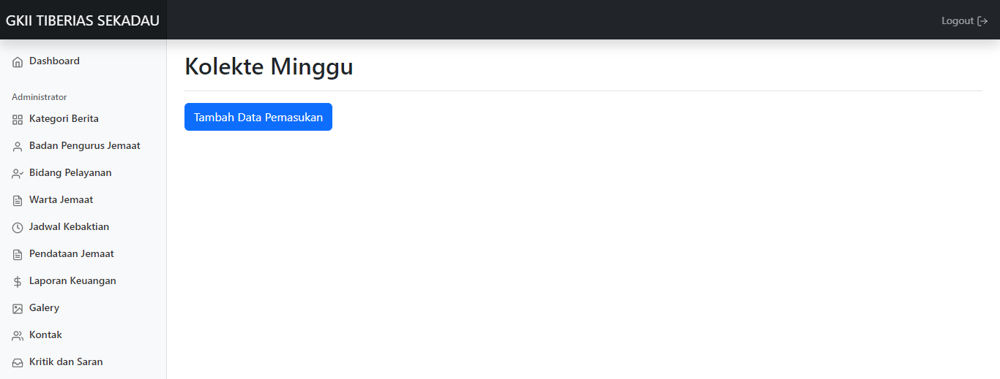 GKII TIBERIAS SEKADAU
Logout
Dashboard
Administrator
Kategori Berita
Badan Pengurus Jemaat
Bidang Pelayanan
Warta Jemaat
Jadwal Kebaktian
Pendataan Jemaat
Laporan Keuangan
Galery
Kontak
Kritik dan Saran
Kolekte Minggu
Tambah Data Pemasukan